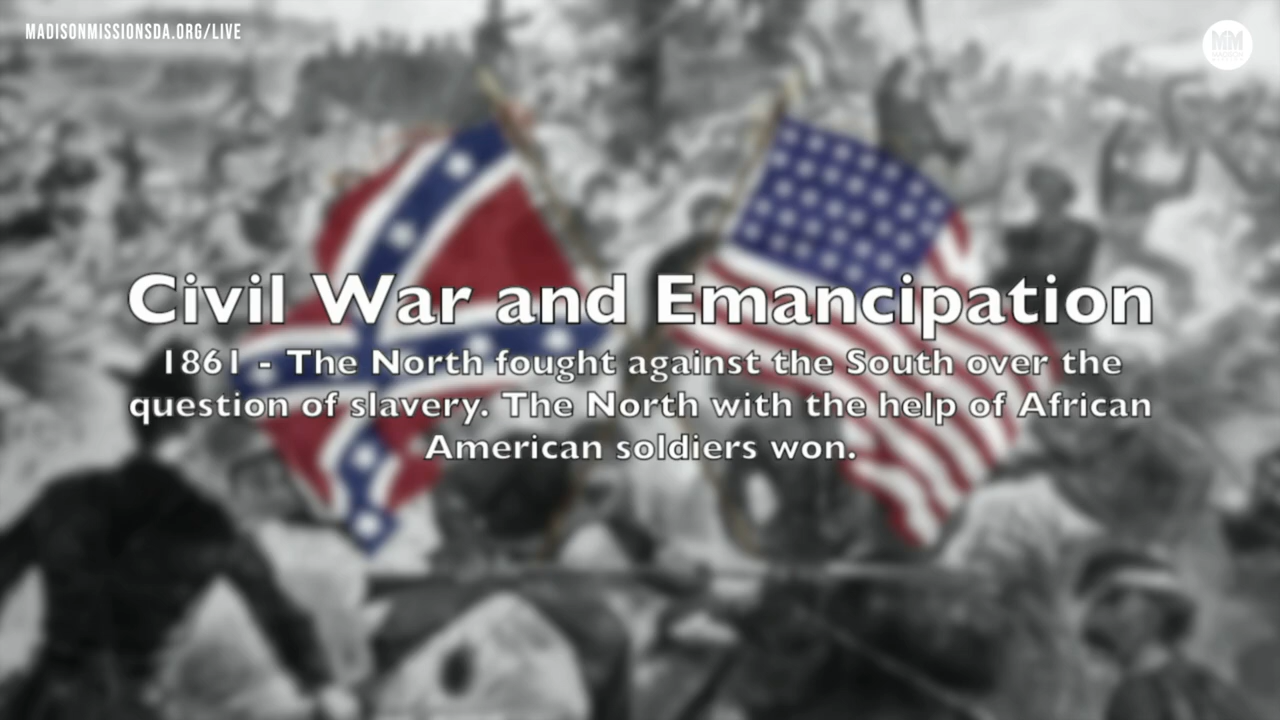 MADISONMISSIONSDA.ORG/LIVE
MM
Civil War and Emancipation
1861 - The North fought against the South over the
question of slavery. The North with the help of African
American soldiers won.